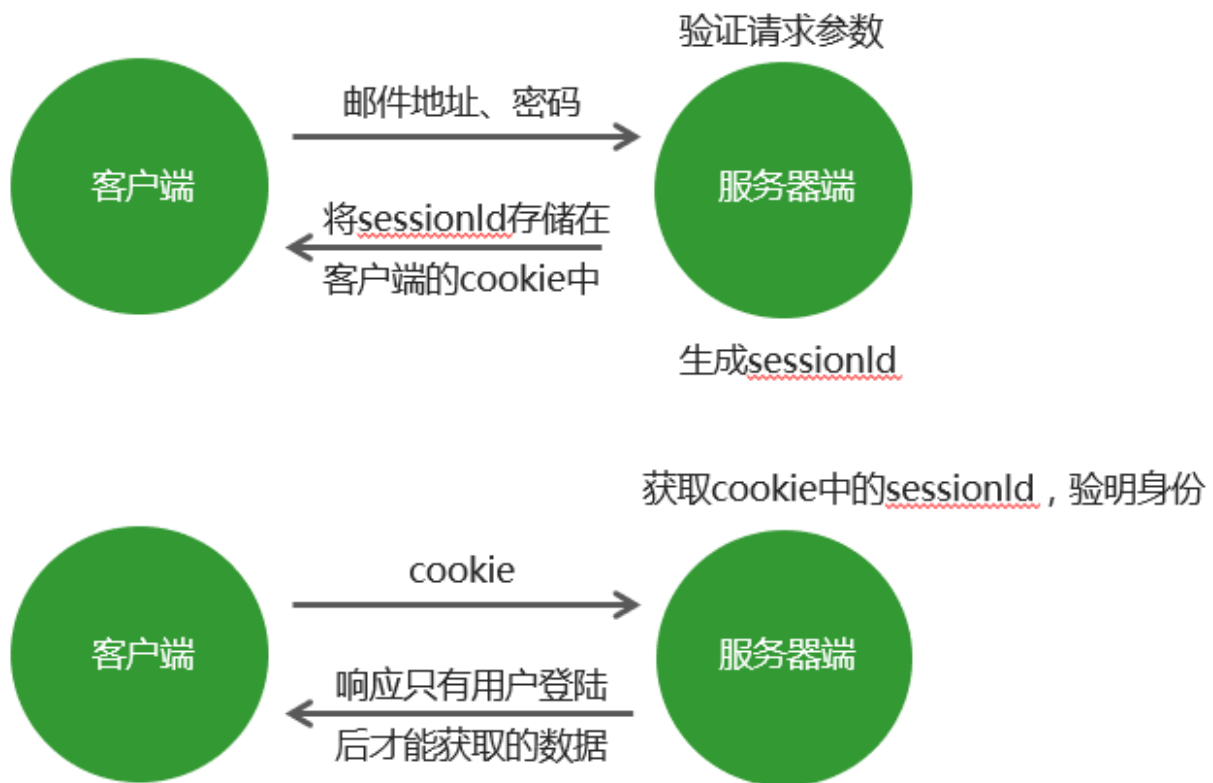 验证请求参数
邮件地址、密码
客户端
服务器端
将sessionId存储在
客户端的cookie中
生成sessionId
获取cookie中的sessionId，验明身份
cookie
客户端
服务器端
响应只有用户登陆
后才能获取的数据